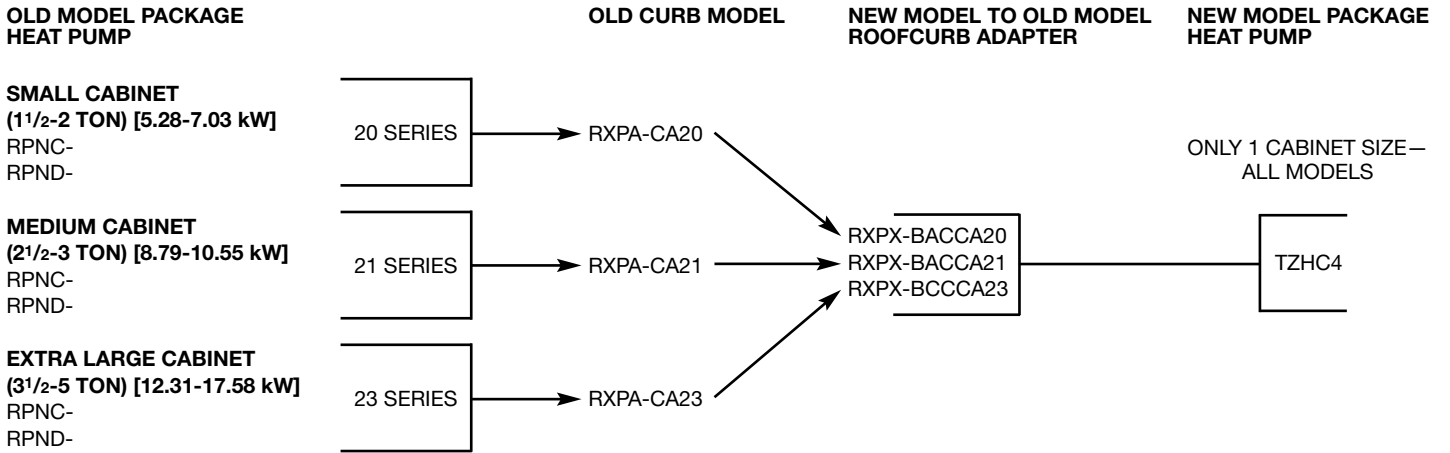 OLD MODEL PACKAGE
HEAT PUMP
OLD CURB MODEL
NEW MODEL TO OLD MODEL
ROOFCURB ADAPTER
NEW MODEL PACKAGE
HEAT PUMP
SMALL CABINET
(11/2-2 TON) [5.28-7.03 kW]
RPNC-
RPND-
20 SERIES
RXPA-CA20
ONLY 1 CABINET SIZE—
ALL MODELS
MEDIUM CABINET
(21/2-3 TON) [8.79-10.55 kW]
RPNC-
RPND-
21 SERIES
RXPA-CA21
RXPX-BACCA20
RXPX-BACCA21
RXPX-BCCCA23
TZHC4
EXTRA LARGE CABINET
(31/2-5 TON) [12.31-17.58 kW]
RPNC-
RPND-
23 SERIES
RXPA-CA23